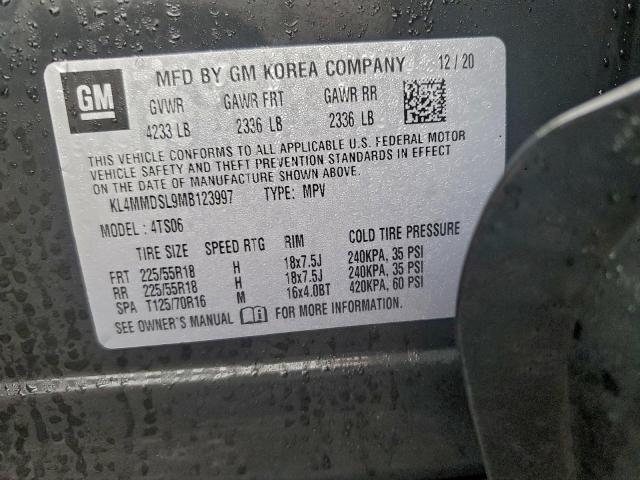 GM MFD BY GM KOREA COMPANY 12/20
GVWR GAWR FRT GAWR RR
4233 LB 2336 LB 2336 LB
THIS VEHICLE CONFORMS TO ALL APPLICABLE U.S. FEDERAL MOTOR
VEHICLE SAFETY AND THEFT PREVENTION STANDARDS IN EFFECT
ON THE DATE OF MANUFACTURE SHOWN ABOVE.
KL4MMDSL9MB123997 TYPE: MPV
MODEL: 4TS06
TIRE SIZE SPEED RTG RIM COLD TIRE PRESSURE
FRT 225/55R18 H 18x7.5J 240KPA, 35 PSI
RR 225/55R18 H 18x7.5J 240KPA, 35 PSI
SPA T125/70R16 M 16x4.0BT 420KPA, 60 PSI
SEE OWNER'S MANUAL FOR MORE INFORMATION.